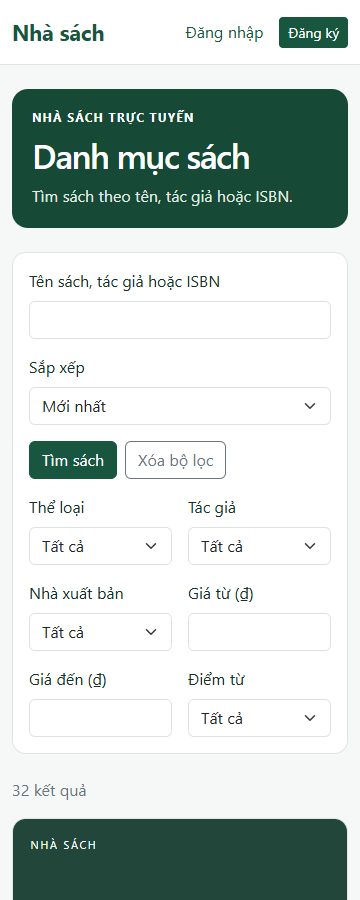 Nhà sách
Đăng nhập
Đăng ký
NHÀ SÁCH TRỰC TUYẾN
Danh mục sách
Tìm sách theo tên, tác giả hoặc ISBN.
Tên sách, tác giả hoặc ISBN
Sắp xếp
Mới nhất
Tìm sách
Xóa bộ lọc
Thể loại
Tác giả
Tất cả
Tất cả
Nhà xuất bản
Giá từ (₫)
Tất cả
Giá đến (₫)
Điểm từ
Tất cả
32 kết quả
NHÀ SÁCH